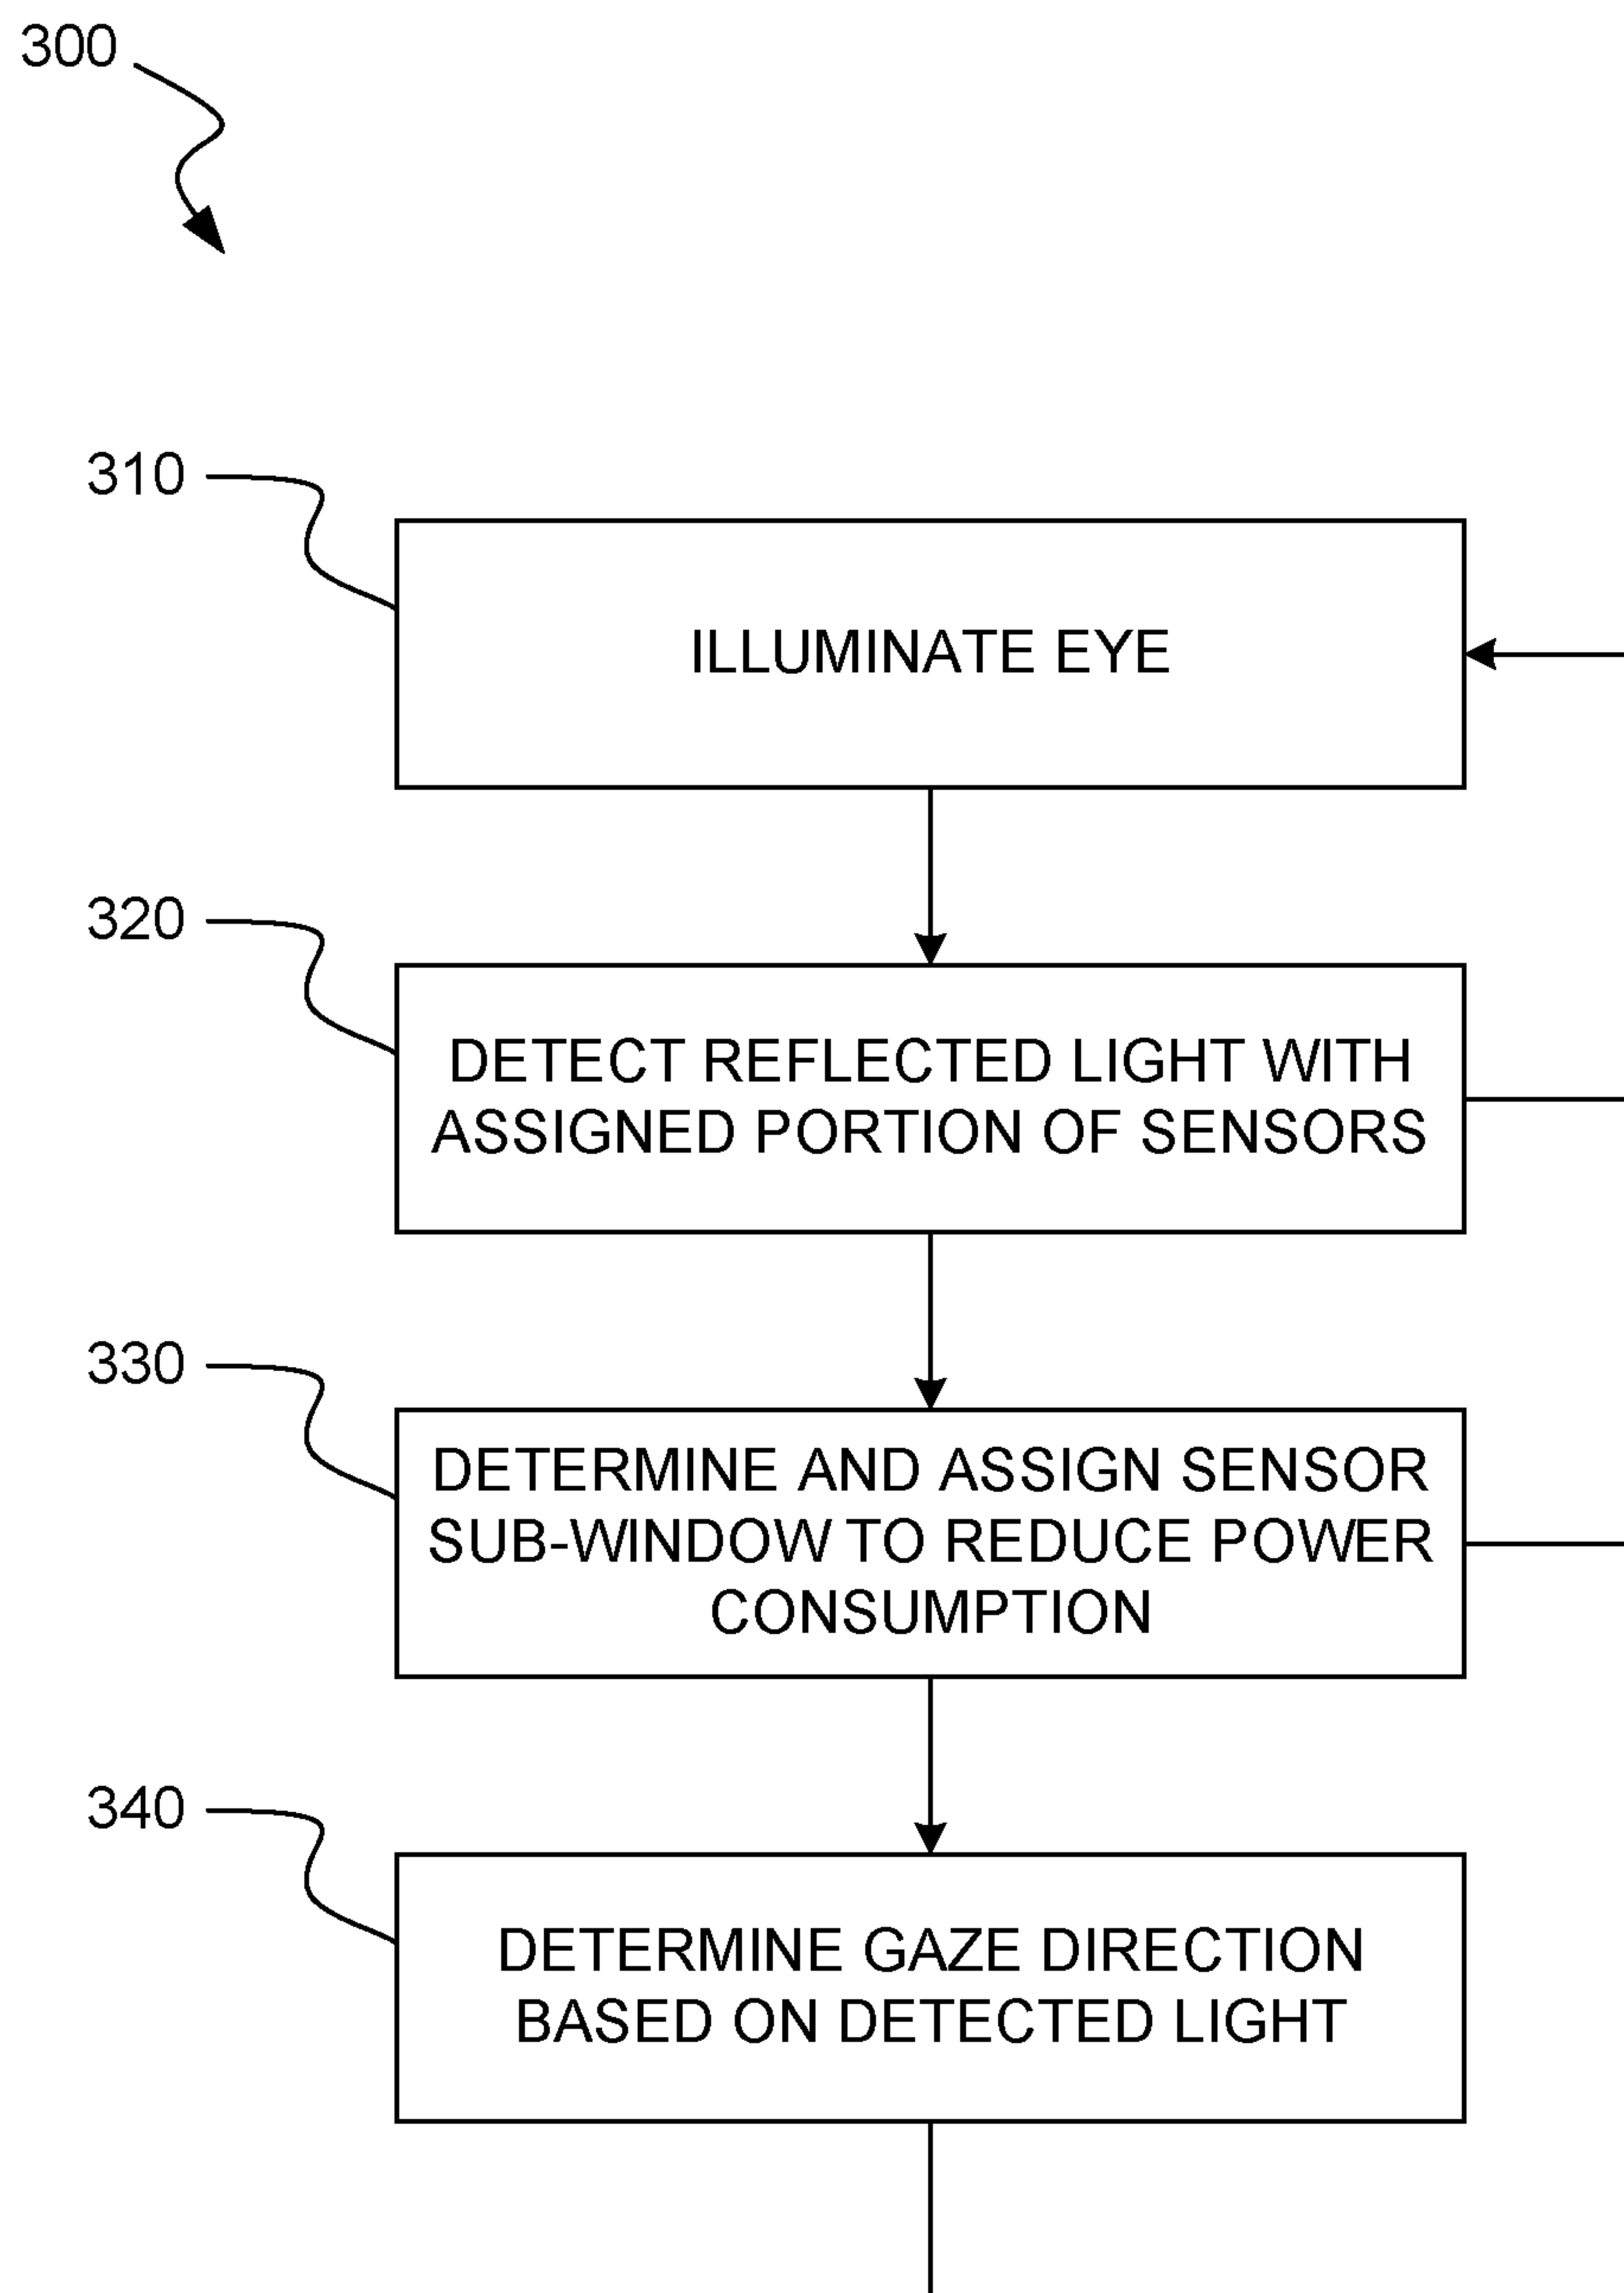 300
310
ILLUMINATE EYE
320
DETECT REFLECTED LIGHT WITH
ASSIGNED PORTION OF SENSORS
330
DETERMINE AND ASSIGN SENSOR
SUB-WINDOW TO REDUCE POWER
CONSUMPTION
340
DETERMINE GAZE DIRECTION
BASED ON DETECTED LIGHT